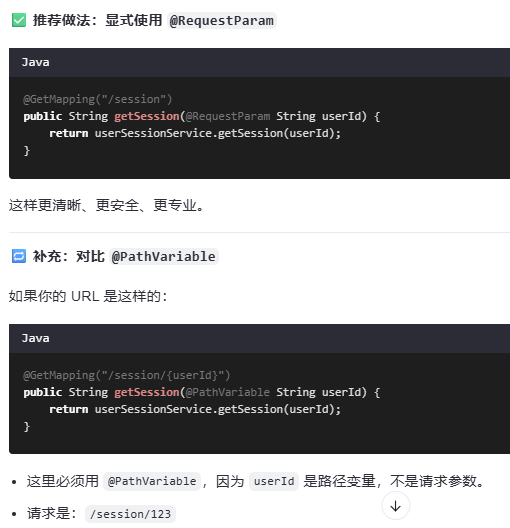 ✅ 推荐做法：显式使用 @RequestParam
Java
@GetMapping("/session")
public String getSession(@RequestParam String userId) {
    return userSessionService.getSession(userId);
}
这样更清晰、更安全、更专业。
🔁 补充：对比 @PathVariable
如果你的 URL 是这样的：
Java
@GetMapping("/session/{userId}")
public String getSession(@PathVariable String userId) {
    return userSessionService.getSession(userId);
}
• 这里必须用 @PathVariable，因为 userId 是路径变量，不是请求参数。
• 请求是：/session/123